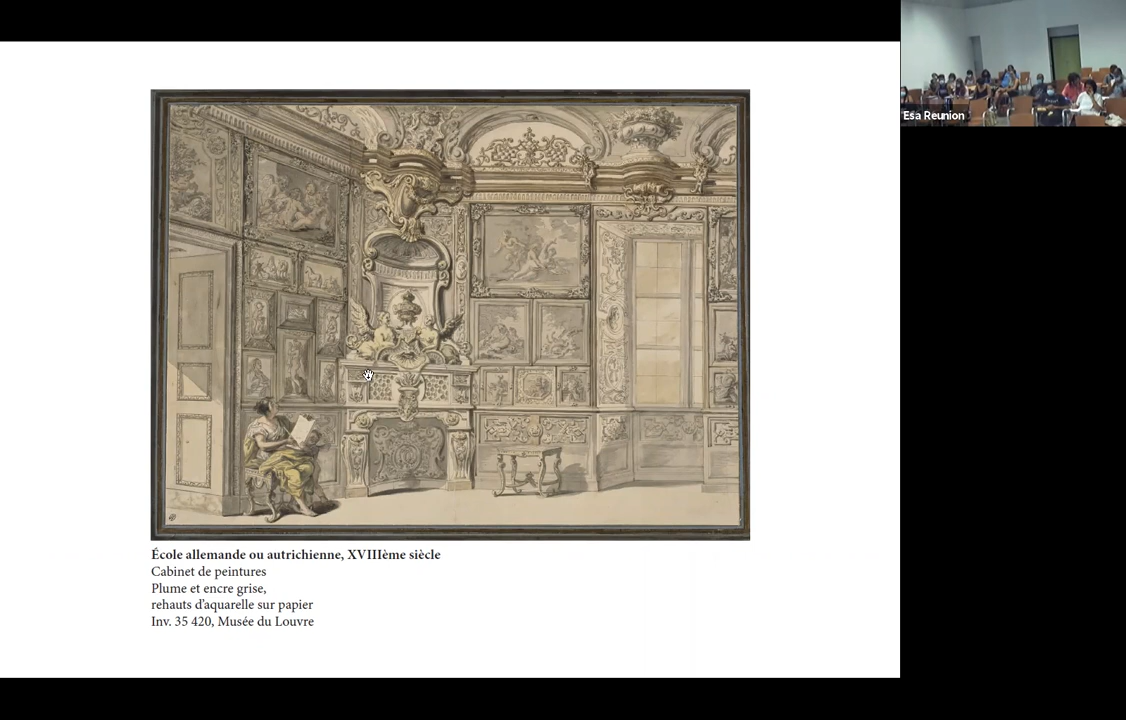 Esa Reunion
École allemande ou autrichienne, XVIIIème siècle
Cabinet de peintures
Plume et encre grise,
rehauts d'aquarelle sur papier
Inv. 35 420, Musée du Louvre